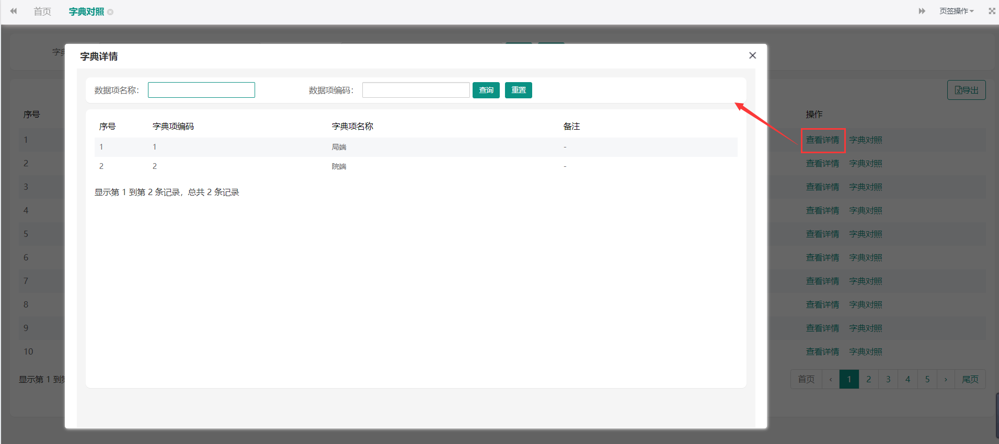 首页 字典对照 页签操作
字典详情
数据项名称： 数据项编码： 查询 重置
导出
序号 操作
序号 字典项编码 字典项名称 备注
1 查看详情 字典对照
1 1 局端 -
2 查看详情 字典对照
2 2 院端 -
3 查看详情 字典对照
显示第 1 到第 2 条记录，总共 2 条记录
4 查看详情 字典对照
5 查看详情 字典对照
6 查看详情 字典对照
7 查看详情 字典对照
8 查看详情 字典对照
9 查看详情 字典对照
10 查看详情 字典对照
显示第 1 到第
首页 ‹ 1 2 3 4 5 › 尾页